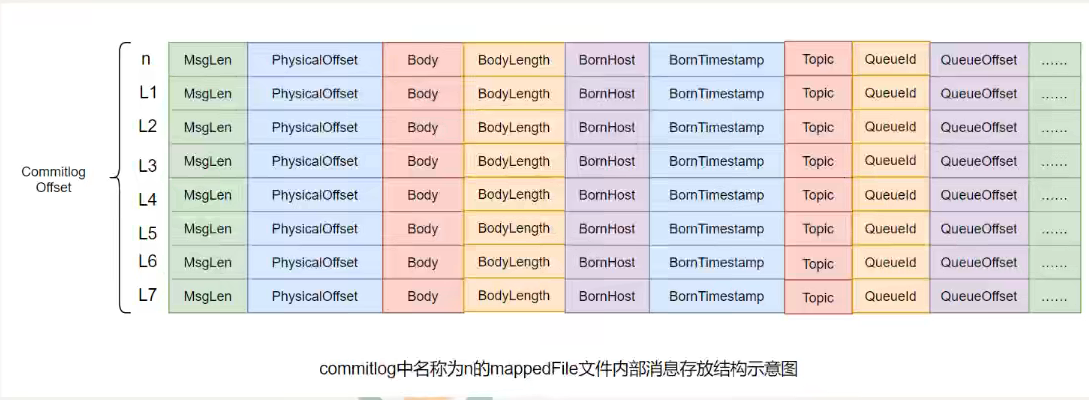 n MsgLen PhysicalOffset Body BodyLength BornHost BornTimestamp Topic QueueId QueueOffset ......
L1 MsgLen PhysicalOffset Body BodyLength BornHost BornTimestamp Topic QueueId QueueOffset ......
L2 MsgLen PhysicalOffset Body BodyLength BornHost BornTimestamp Topic QueueId QueueOffset ......
L3 MsgLen PhysicalOffset Body BodyLength BornHost BornTimestamp Topic QueueId QueueOffset ......
Commitlog
Offset
L4 MsgLen PhysicalOffset Body BodyLength BornHost BornTimestamp Topic QueueId QueueOffset ......
L5 MsgLen PhysicalOffset Body BodyLength BornHost BornTimestamp Topic QueueId QueueOffset ......
L6 MsgLen PhysicalOffset Body BodyLength BornHost BornTimestamp Topic QueueId QueueOffset ......
L7 MsgLen PhysicalOffset Body BodyLength BornHost BornTimestamp Topic QueueId QueueOffset ......
commitlog中名称为n的mappedFile文件内部消息存放结构示意图